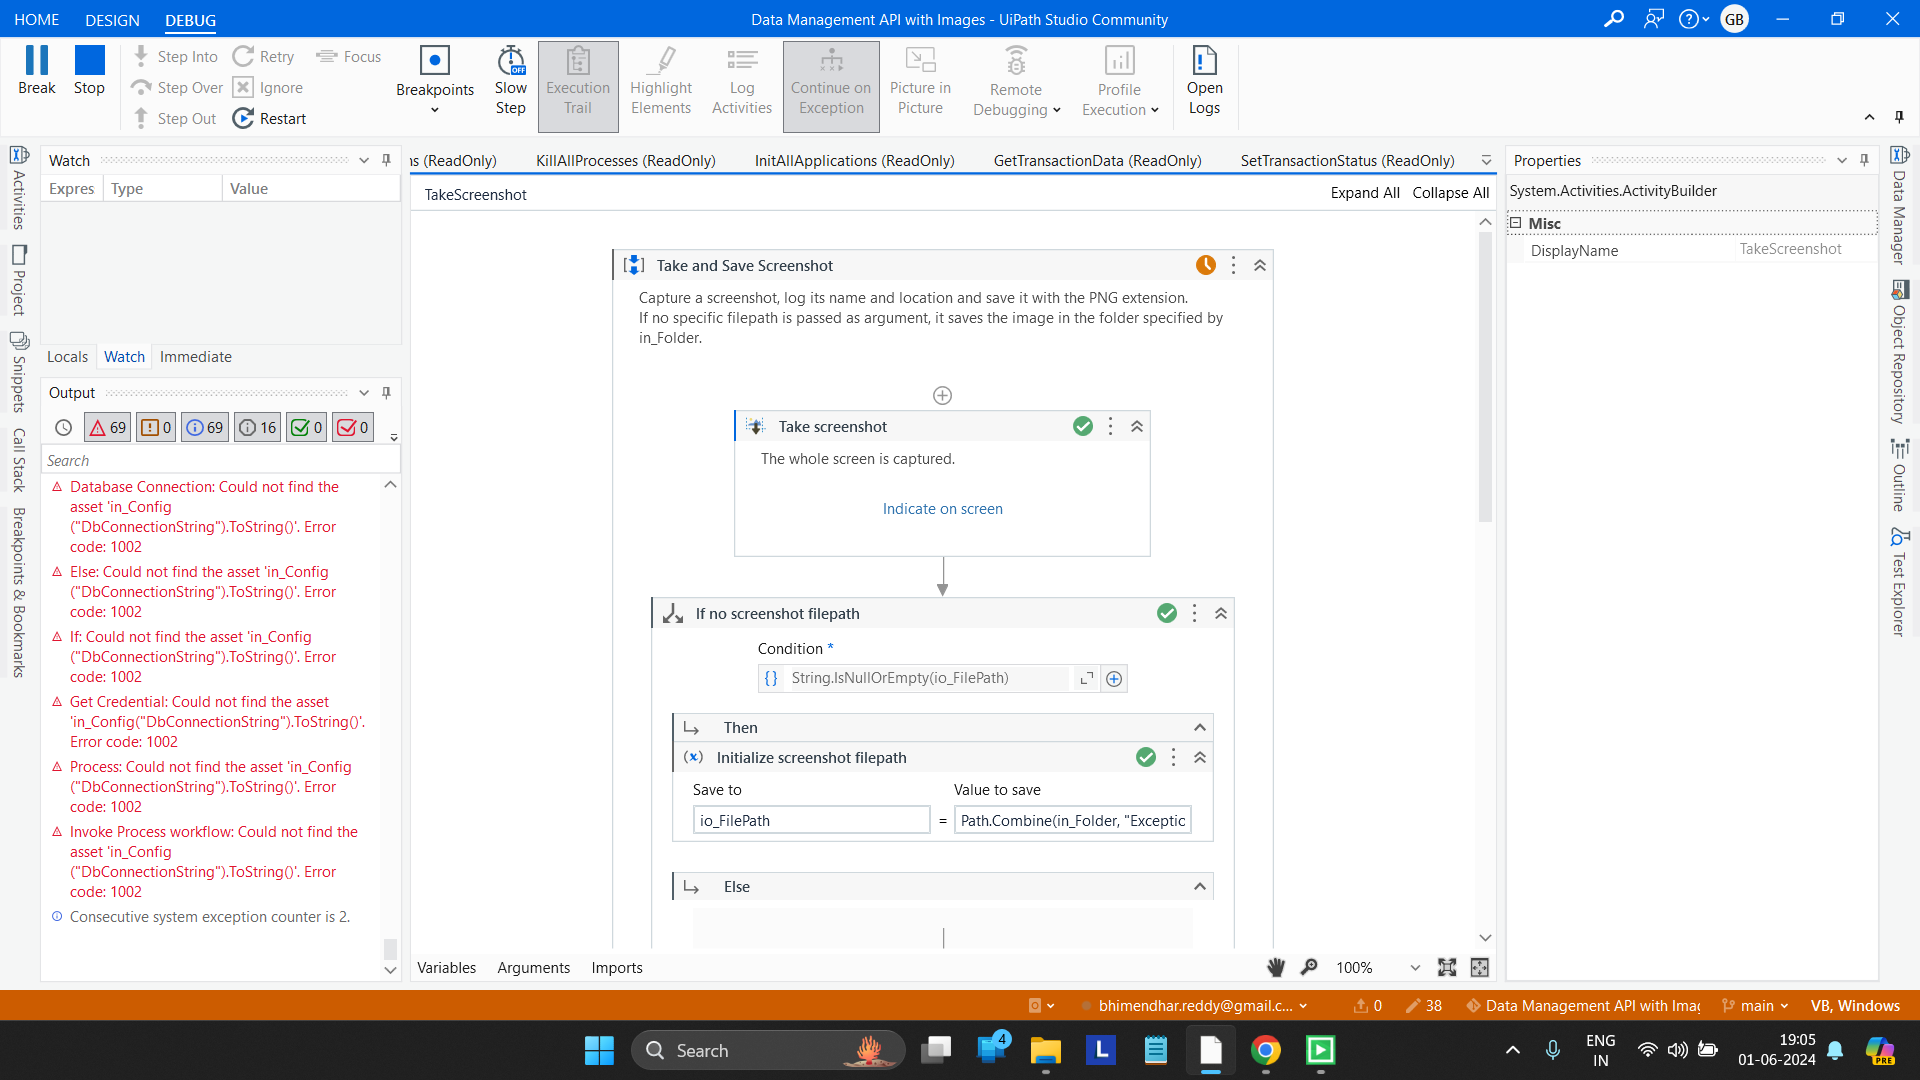 HOME DESIGN DEBUG
Data Management API with Images - UiPath Studio Community
GB
Break
Stop
Step Into
Step Over
Step Out
Retry
Ignore
Restart
Focus
Breakpoints
Slow
Step
OFF
Execution
Trail
Highlight
Elements
Log
Activities
Continue on
Exception
Picture in
Picture
Remote
Debugging
Profile
Execution
Open
Logs
Activities
Project
Snippets
Call Stack
Breakpoints & Bookmarks
Watch
Expres Type Value
Locals Watch Immediate
Output
69 0 69 16 0 0
Search
Database Connection: Could not find the
asset 'in_Config
("DbConnectionString").ToString()'. Error
code: 1002
Else: Could not find the asset 'in_Config
("DbConnectionString").ToString()'. Error
code: 1002
If: Could not find the asset 'in_Config
("DbConnectionString").ToString()'. Error
code: 1002
Get Credential: Could not find the asset
'in_Config("DbConnectionString").ToString()'.
Error code: 1002
Process: Could not find the asset 'in_Config
("DbConnectionString").ToString()'. Error
code: 1002
Invoke Process workflow: Could not find the
asset 'in_Config
("DbConnectionString").ToString()'. Error
code: 1002
Consecutive system exception counter is 2.
ns (ReadOnly) KillAllProcesses (ReadOnly) InitAllApplications (ReadOnly) GetTransactionData (ReadOnly) SetTransactionStatus (ReadOnly)
TakeScreenshot
Expand All Collapse All
Take and Save Screenshot
Capture a screenshot, log its name and location and save it with the PNG extension.
If no specific filepath is passed as argument, it saves the image in the folder specified by
in_Folder.
Take screenshot
The whole screen is captured.
Indicate on screen
If no screenshot filepath
Condition *
String.IsNullOrEmpty(io_FilePath)
Then
Initialize screenshot filepath
Save to Value to save
io_FilePath = Path.Combine(in_Folder, "Exceptic
Else
Variables Arguments Imports
100%
Properties
System.Activities.ActivityBuilder
Misc
DisplayName TakeScreenshot
Data Manager
Object Repository
Outline
Test Explorer
bhimendhar.reddy@gmail.c... 0 38 Data Management API with Imag main VB, Windows
Search
4
L
ENG
IN
19:05
01-06-2024
PRE